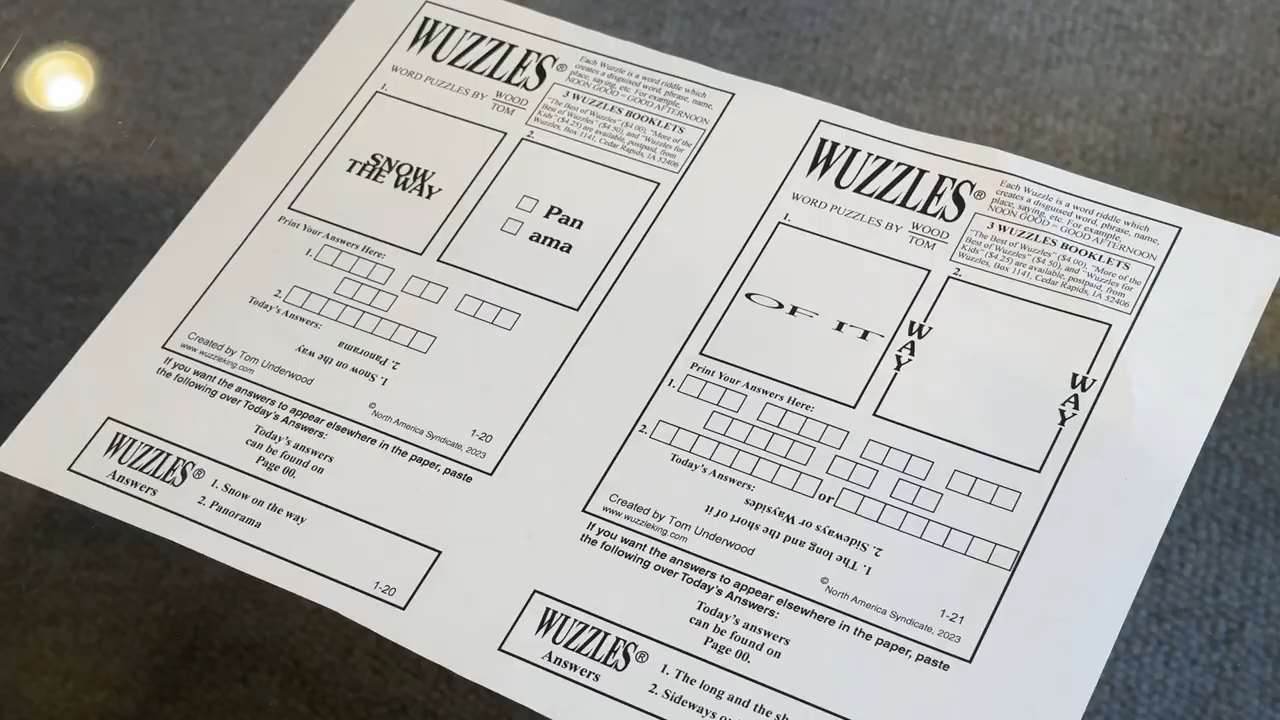 WUZZLES®
WORD PUZZLES BY WOOD
TOM
Each Wuzzle is a word riddle which
creates a disguised word, phrase, name,
place, saying, etc. For example,
NOON GOOD = GOOD AFTERNOON
3 WUZZLES BOOKLETS
"The Best of Wuzzles" ($4.00), "More of the
Best of Wuzzles" ($4.50), and "Wuzzles for
Kids" ($4.25) are available, postpaid, from
Wuzzles, Box 1141, Cedar Rapids, IA 52406
1.
SNOW
THE WAY
2.
Pan
ama
Print Your Answers Here:
1.
2.
Today's Answers:
1. Snow on the way
2. Panorama
Created by Tom Underwood
www.wuzzleking.com
©
North America Syndicate, 2023
1-20
If you want the answers to appear elsewhere in the paper, paste
the following over Today's Answers:
Today's answers
can be found on
Page 00.
WUZZLES®
Answers
1. Snow on the way
2. Panorama
1-20
WUZZLES®
WORD PUZZLES BY WOOD
TOM
Each Wuzzle is a word riddle which
creates a disguised word, phrase, name,
place, saying, etc. For example,
NOON GOOD = GOOD AFTERNOON
3 WUZZLES BOOKLETS
"The Best of Wuzzles" ($4.00), "More of the
Best of Wuzzles" ($4.50), and "Wuzzles for
Kids" ($4.25) are available, postpaid, from
Wuzzles, Box 1141, Cedar Rapids, IA 52406
1.
OF IT
2.
WAY
WAY
Print Your Answers Here:
1.
2.
or
Today's Answers:
1. The long and the short of it
2. Sideways or Waysides
Created by Tom Underwood
www.wuzzleking.com
©
North America Syndicate, 2023
1-21
If you want the answers to appear elsewhere in the paper, paste
the following over Today's Answers:
Today's answers
can be found on
Page 00.
WUZZLES®
Answers
1. The long and the sh
2. Sideways o